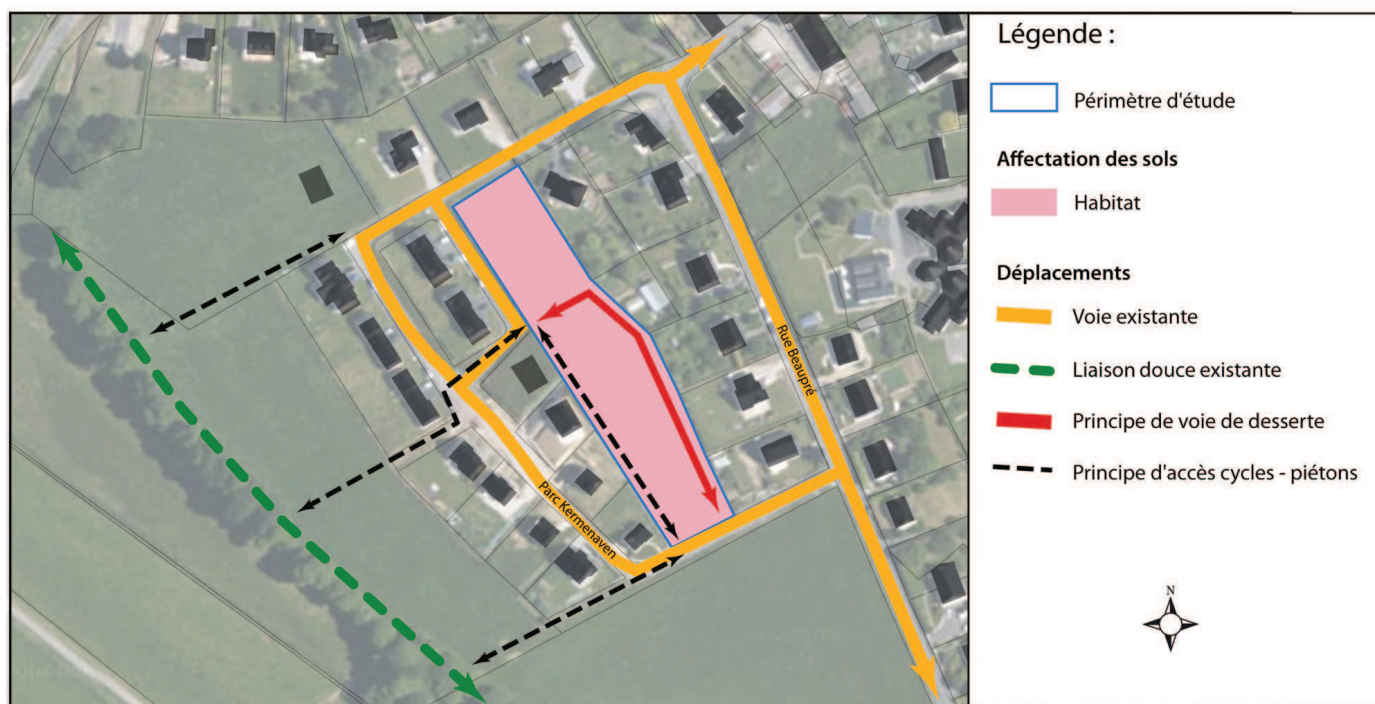 Légende :
Périmètre d'étude
Affectation des sols
Habitat
Déplacements
Voie existante
Liaison douce existante
Principe de voie de desserte
Principe d'accès cycles - piétons
Rue Beaupré
Parc Kermenaven
N